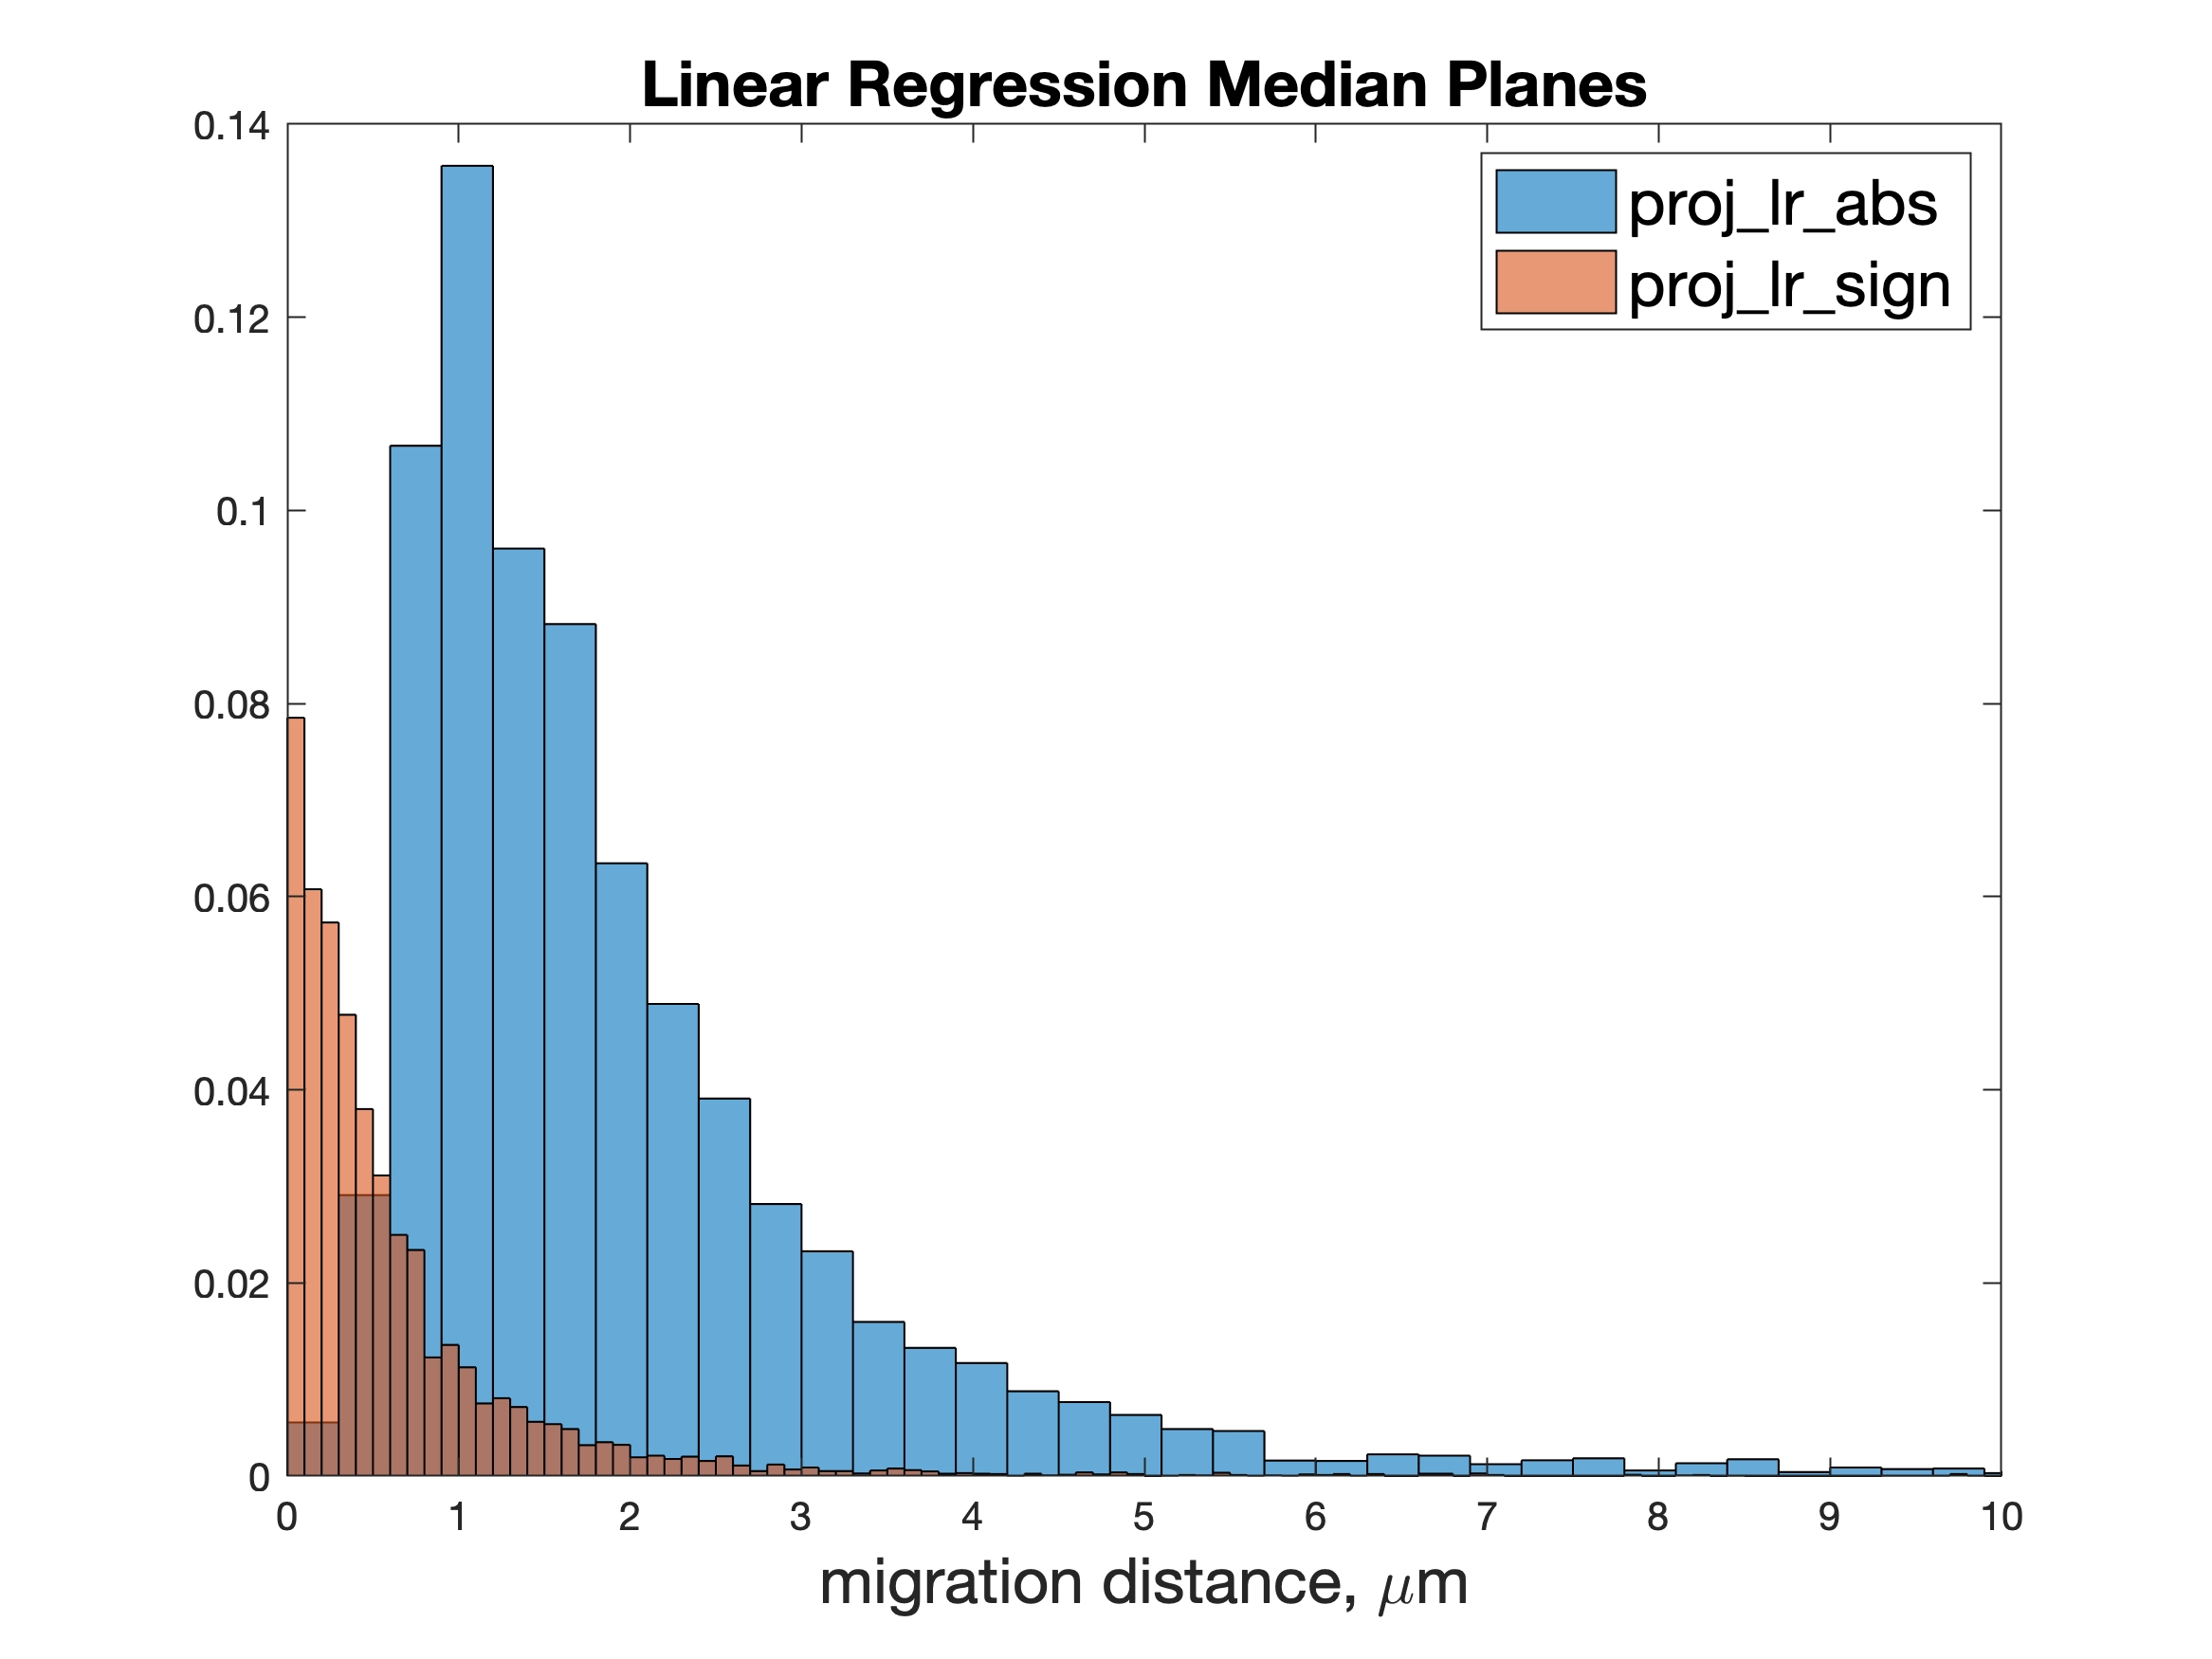 Linear Regression Median Planes
0.14
0.12
0.1
0.08
0.06
0.04
0.02
0
proj_lr_abs
proj_lr_sign
0 1 2 3 4 5 6 7 8 9 10
migration distance, μm